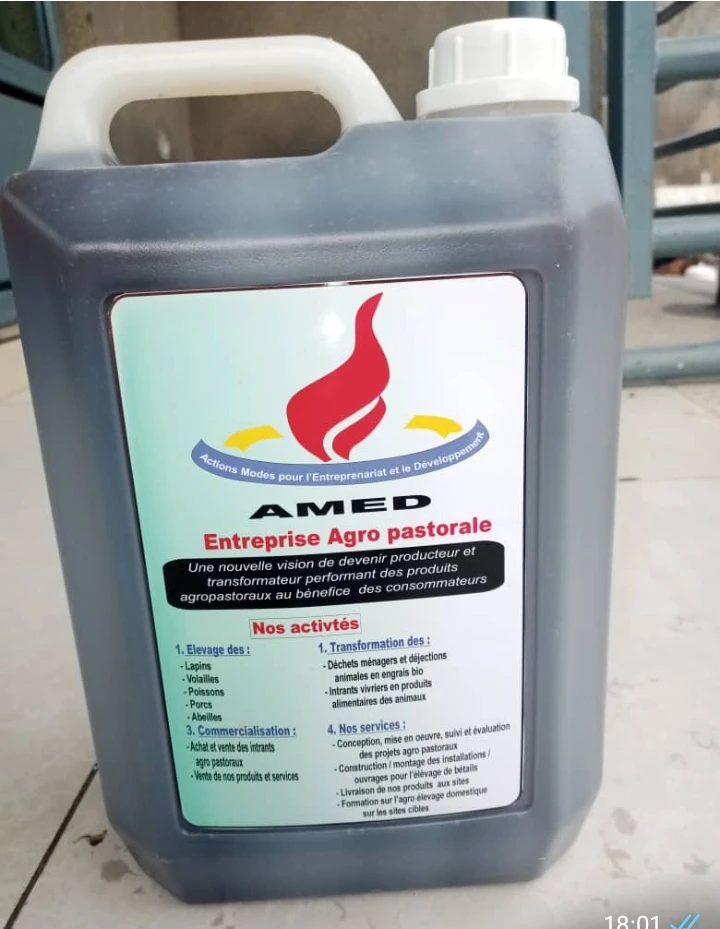 Actions Modes pour l'Entreprenariat et le Développement
AMED
Entreprise Agro pastorale
Une nouvelle vision de devenir producteur et
transformateur performant des produits
agropastoraux au bénefice des consommateurs
Nos activtés
1. Elevage des :
- Lapins
- Volailles
- Poissons
- Porcs
- Abeilles
1. Transformation des :
- Déchets ménagers et déjections
animales en engrais bio
- Intrants vivriers en produits
alimentaires des animaux
3. Commercialisation :
- Achat et vente des intrants
agro pastoraux
- Vente de nos produits et services
4. Nos services :
- Conception, mise en oeuvre, suivi et évaluation
des projets agro pastoraux
- Construction / montage des installations /
ouvrages pour l'élévage de bétails
- Livraison de nos produits aux sites
- Formation sur l'agro élevage domestique
sur les sites cibles
18:01